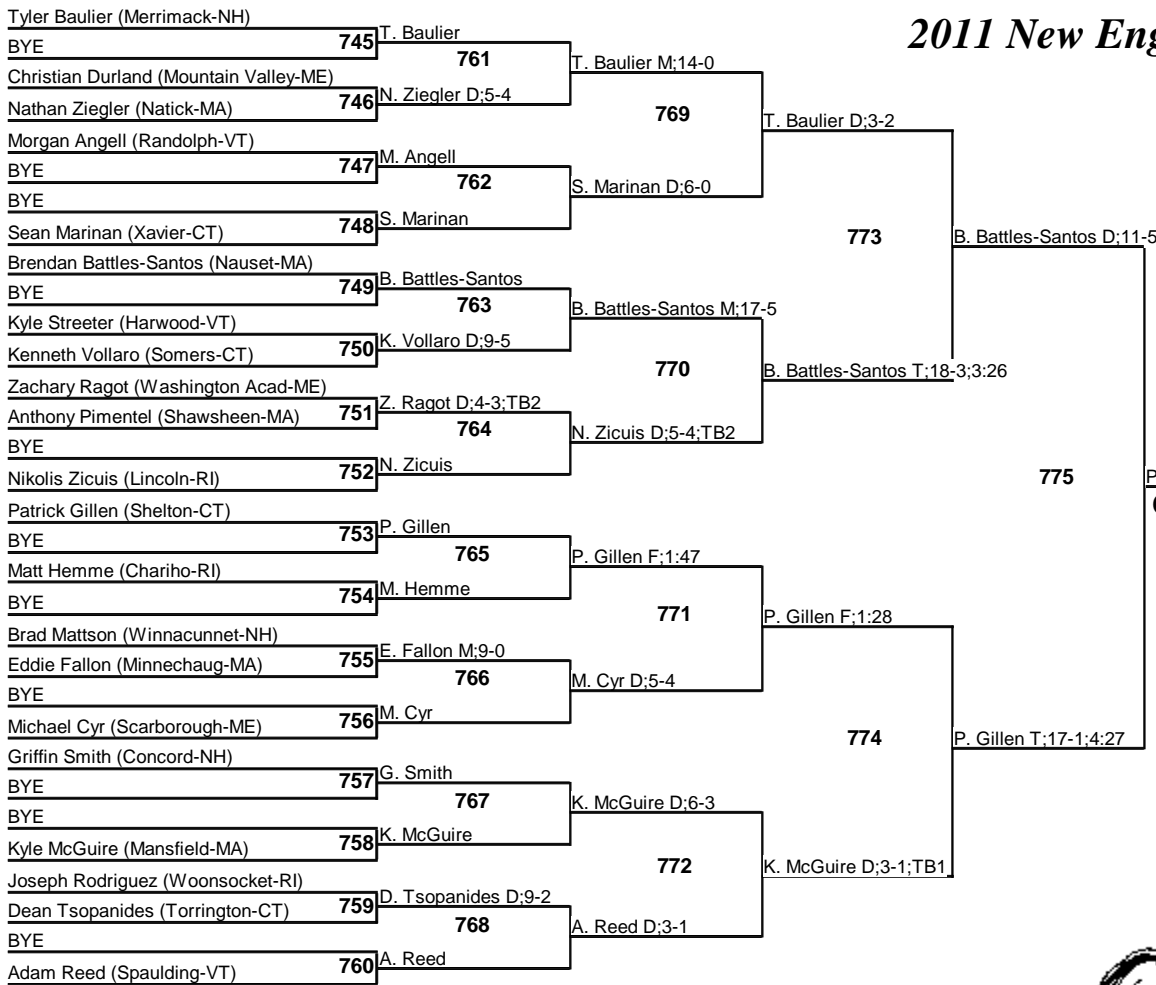 2011 New Eng
Tyler Baulier (Merrimack-NH)
BYE
745
T. Baulier
761
Christian Durland (Mountain Valley-ME)
Nathan Ziegler (Natick-MA)
746
N. Ziegler D;5-4
T. Baulier M;14-0
769
Morgan Angell (Randolph-VT)
BYE
747
M. Angell
762
BYE
Sean Marinan (Xavier-CT)
748
S. Marinan
S. Marinan D;6-0
T. Baulier D;3-2
773
Brendan Battles-Santos (Nauset-MA)
BYE
749
B. Battles-Santos
763
Kyle Streeter (Harwood-VT)
Kenneth Vollaro (Somers-CT)
750
K. Vollaro D;9-5
B. Battles-Santos M;17-5
770
Zachary Ragot (Washington Acad-ME)
Anthony Pimentel (Shawsheen-MA)
751
Z. Ragot D;4-3;TB2
764
BYE
Nikolis Zicuis (Lincoln-RI)
752
N. Zicuis
N. Zicuis D;5-4;TB2
B. Battles-Santos T;18-3;3:26
B. Battles-Santos D;11-5
775
P
Patrick Gillen (Shelton-CT)
BYE
753
P. Gillen
765
Matt Hemme (Chariho-RI)
BYE
754
M. Hemme
P. Gillen F;1:47
771
Brad Mattson (Winnacunnet-NH)
Eddie Fallon (Minnechaug-MA)
755
E. Fallon M;9-0
766
BYE
Michael Cyr (Scarborough-ME)
756
M. Cyr
M. Cyr D;5-4
P. Gillen F;1:28
774
Griffin Smith (Concord-NH)
BYE
757
G. Smith
767
BYE
Kyle McGuire (Mansfield-MA)
758
K. McGuire
K. McGuire D;6-3
772
Joseph Rodriguez (Woonsocket-RI)
Dean Tsopanides (Torrington-CT)
759
D. Tsopanides D;9-2
768
BYE
Adam Reed (Spaulding-VT)
760
A. Reed
A. Reed D;3-1
K. McGuire D;3-1;TB1
P. Gillen T;17-1;4:27